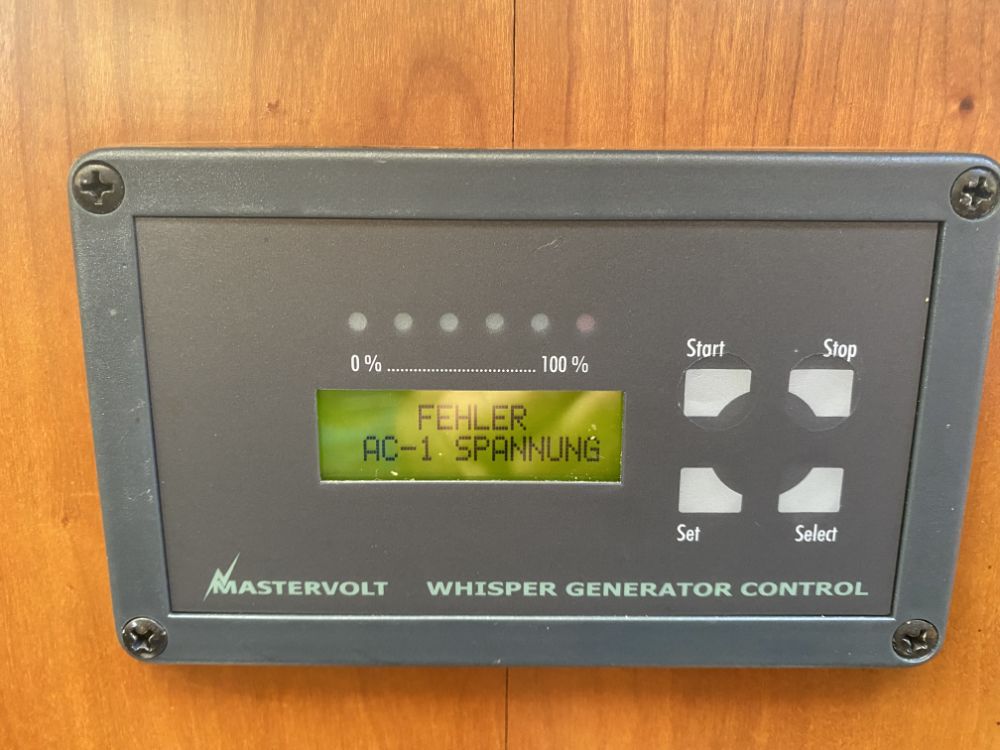 Start Stop
0 % ................................... 100 %
FEHLER
AC-1 SPANNUNG
Set Select
MASTERVOLT WHISPER GENERATOR CONTROL